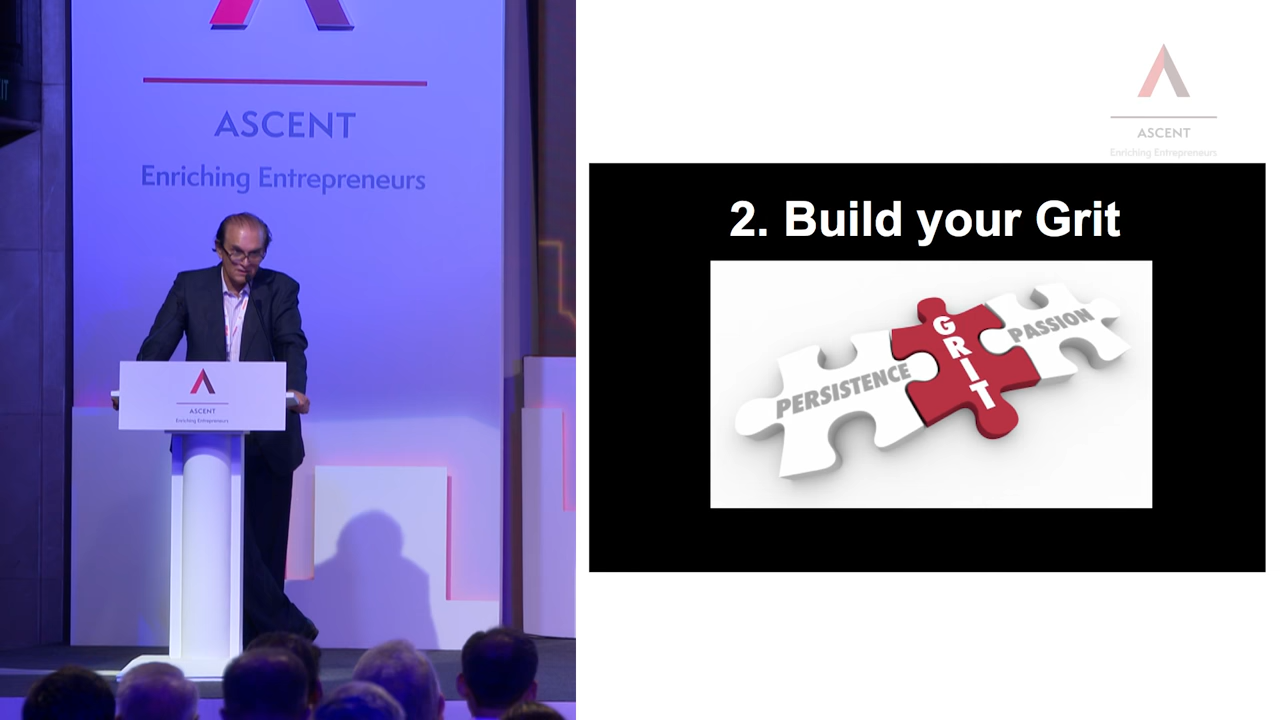 ASCENT
Enriching Entrepreneurs
ASCENT
Enriching Entrepreneurs
ASCENT
Enriching Entrepreneurs
2. Build your Grit
PERSISTENCE
GRIT
PASSION